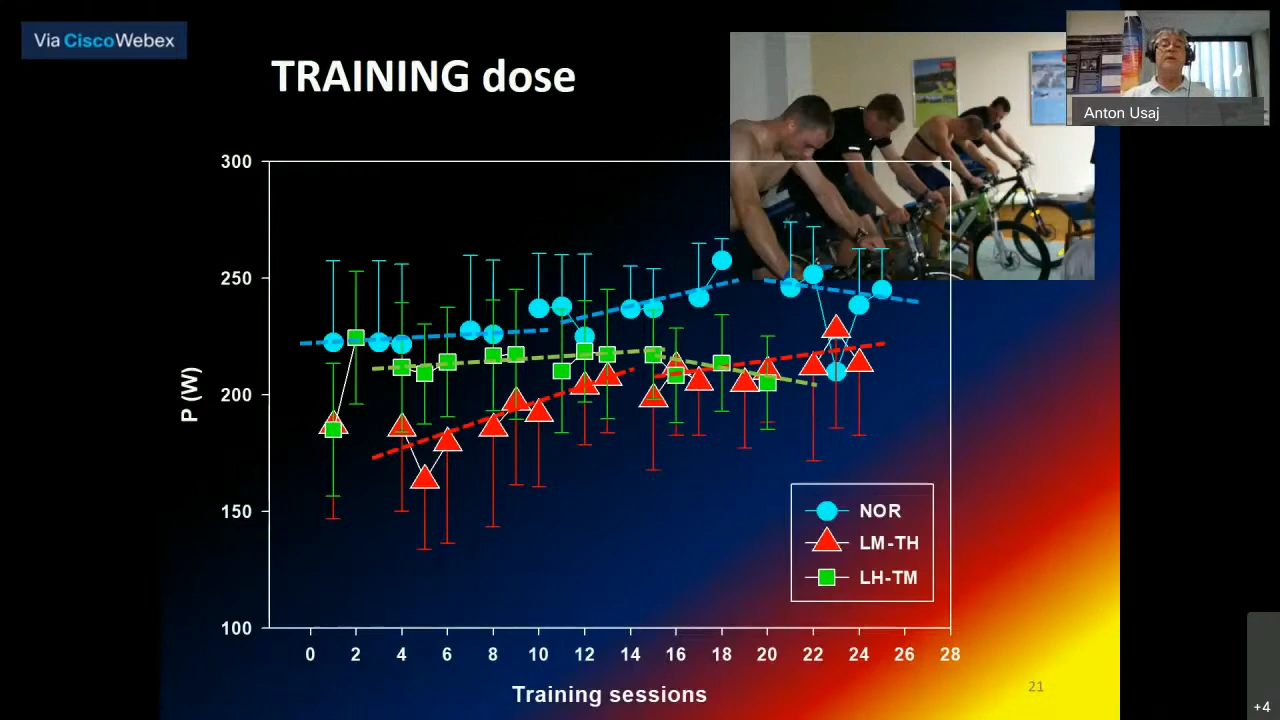 Via CiscoWebex
TRAINING dose
Anton Usaj
300
250
200
150
100
P (W)
0 2 4 6 8 10 12 14 16 18 20 22 24 26 28
Training sessions
NOR
LM-TH
LH-TM
21
+4